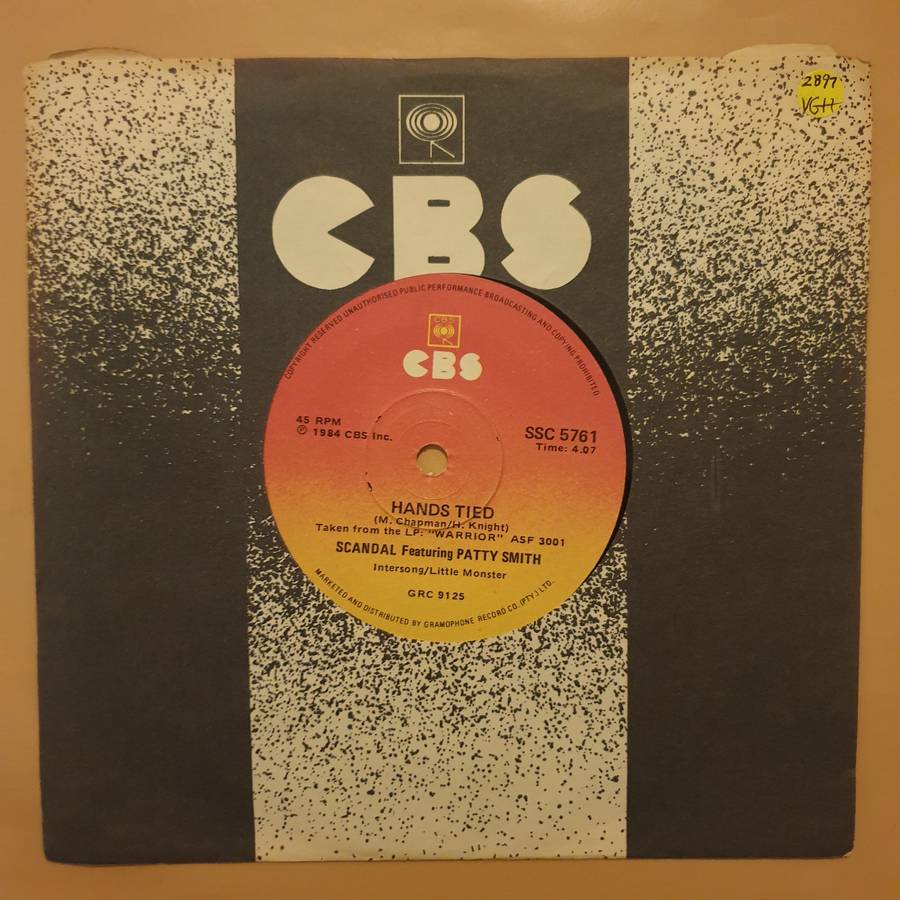 2897
VG++
CBS
COPYRIGHT RESERVED UNAUTHORISED PUBLIC PERFORMANCE BROADCASTING AND COPYING PROHIBITED
CBS
CBS
45 RPM
Ⓟ 1984 CBS Inc.
SSC 5761
Time: 4.07
HANDS TIED
(M. Chapman/H. Knight)
Taken from the LP: "WARRIOR" ASF 3001
SCANDAL Featuring PATTY SMITH
Intersong/Little Monster
GRC 9125
MARKETED AND DISTRIBUTED BY GRAMOPHONE RECORD CO. (PTY.) LTD.